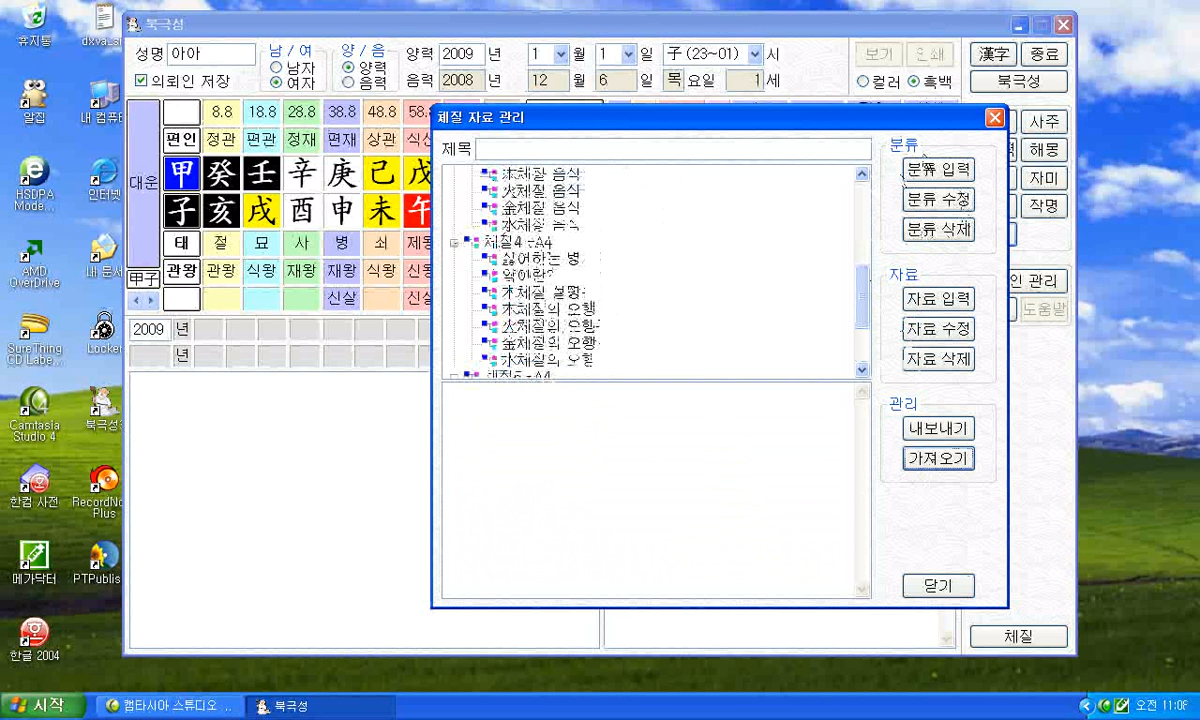 북극성
휴지통
성명 아아
남 / 여
남자
여자
양 / 음
양력
음력
양력 2009 년 1 월 1 일 子 (23~01) 시
음력 2008 년 12 월 6 일 목 요일 1 세
의뢰인 저장
보기
인쇄
漢字
종료
컬러
흑백
북극성
8.8 18.8 28.8 38.8 48.8
편인 정관 편관 정재 편재 상관
대운
甲 癸 壬 辛 庚 己 戊
子 亥 戌 酉 申 未 午
태 절 묘 사 병 쇠
관왕 관왕 식왕 재왕 재왕 식왕
甲子
신살
2009 년
년
체질 자료 관리
제목
木체질 음식
火체질 음식
金체질 음식
水체질 음식
체질4 -A4
싫어하는 병
약이란?
木체질 설명
木체질의 오행
火체질의 오행
金체질의 오행
水체질의 오행
분류
분류 입력
분류 수정
분류 삭제
자료
자료 입력
자료 수정
자료 삭제
관리
내보내기
가져오기
닫기
사주
해몽
자미
작명
인 관리
도움말
체질
알집
내 컴퓨터
HSDPA
Mode...
인터넷
AMD
OverDrive
내 문서
SureThing
CD Labe...
Locker
Camtasia
Studio 4
북극성
한컴 사전
RecordNo
Plus
메가닥터
PTPublis
한글 2004
시작
캠타시아 스튜디오 ...
북극성
오전 11:08